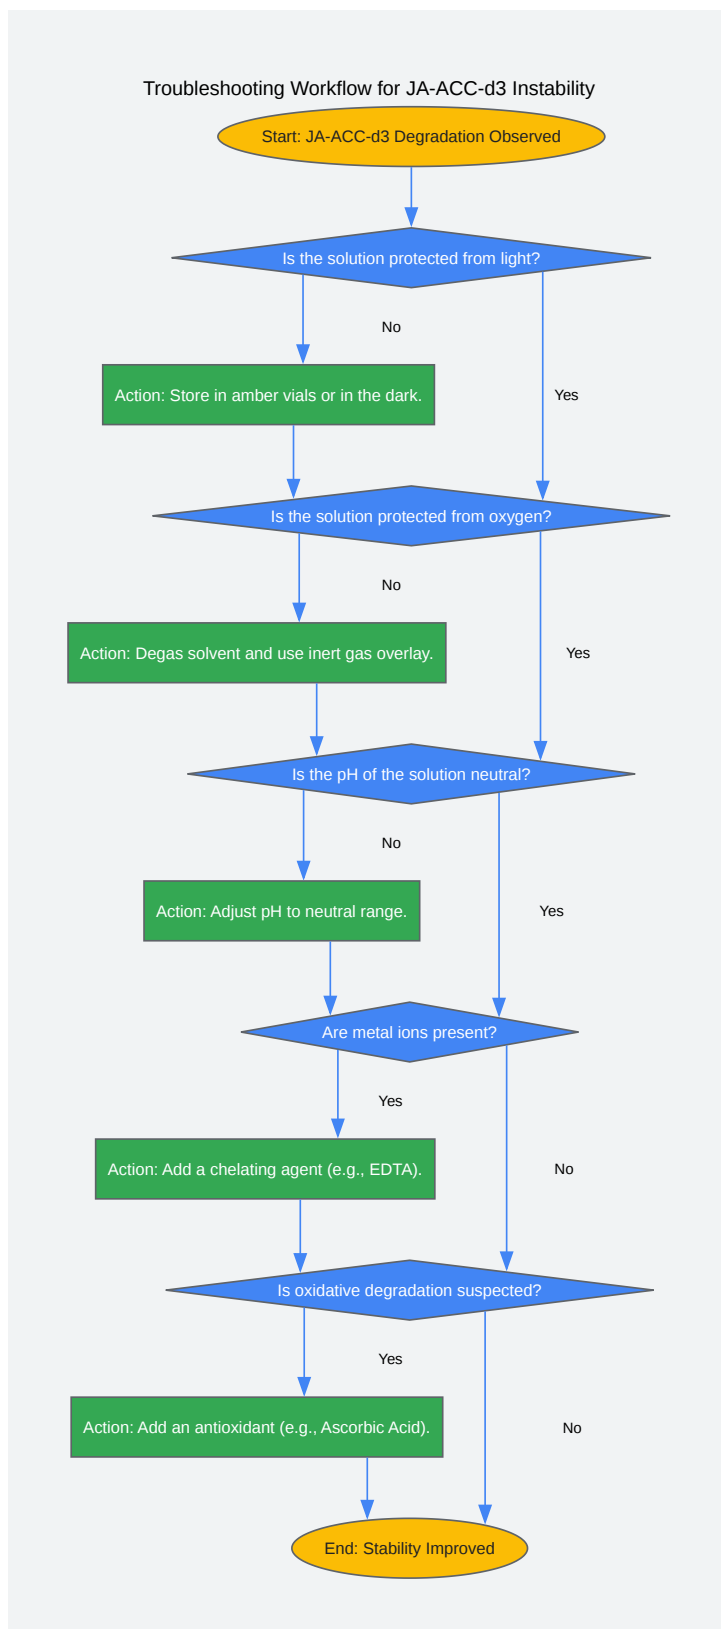 Troubleshooting Workflow for JA-ACC-d3 Instability
Start: JA-ACC-d3 Degradation Observed
Is the solution protected from light?
No
Action: Store in amber vials or in the dark.
Yes
Is the solution protected from oxygen?
No
Action: Degas solvent and use inert gas overlay.
Yes
Is the pH of the solution neutral?
No
Action: Adjust pH to neutral range.
Yes
Are metal ions present?
Yes
Action: Add a chelating agent (e.g., EDTA).
No
Is oxidative degradation suspected?
Yes
Action: Add an antioxidant (e.g., Ascorbic Acid).
No
End: Stability Improved